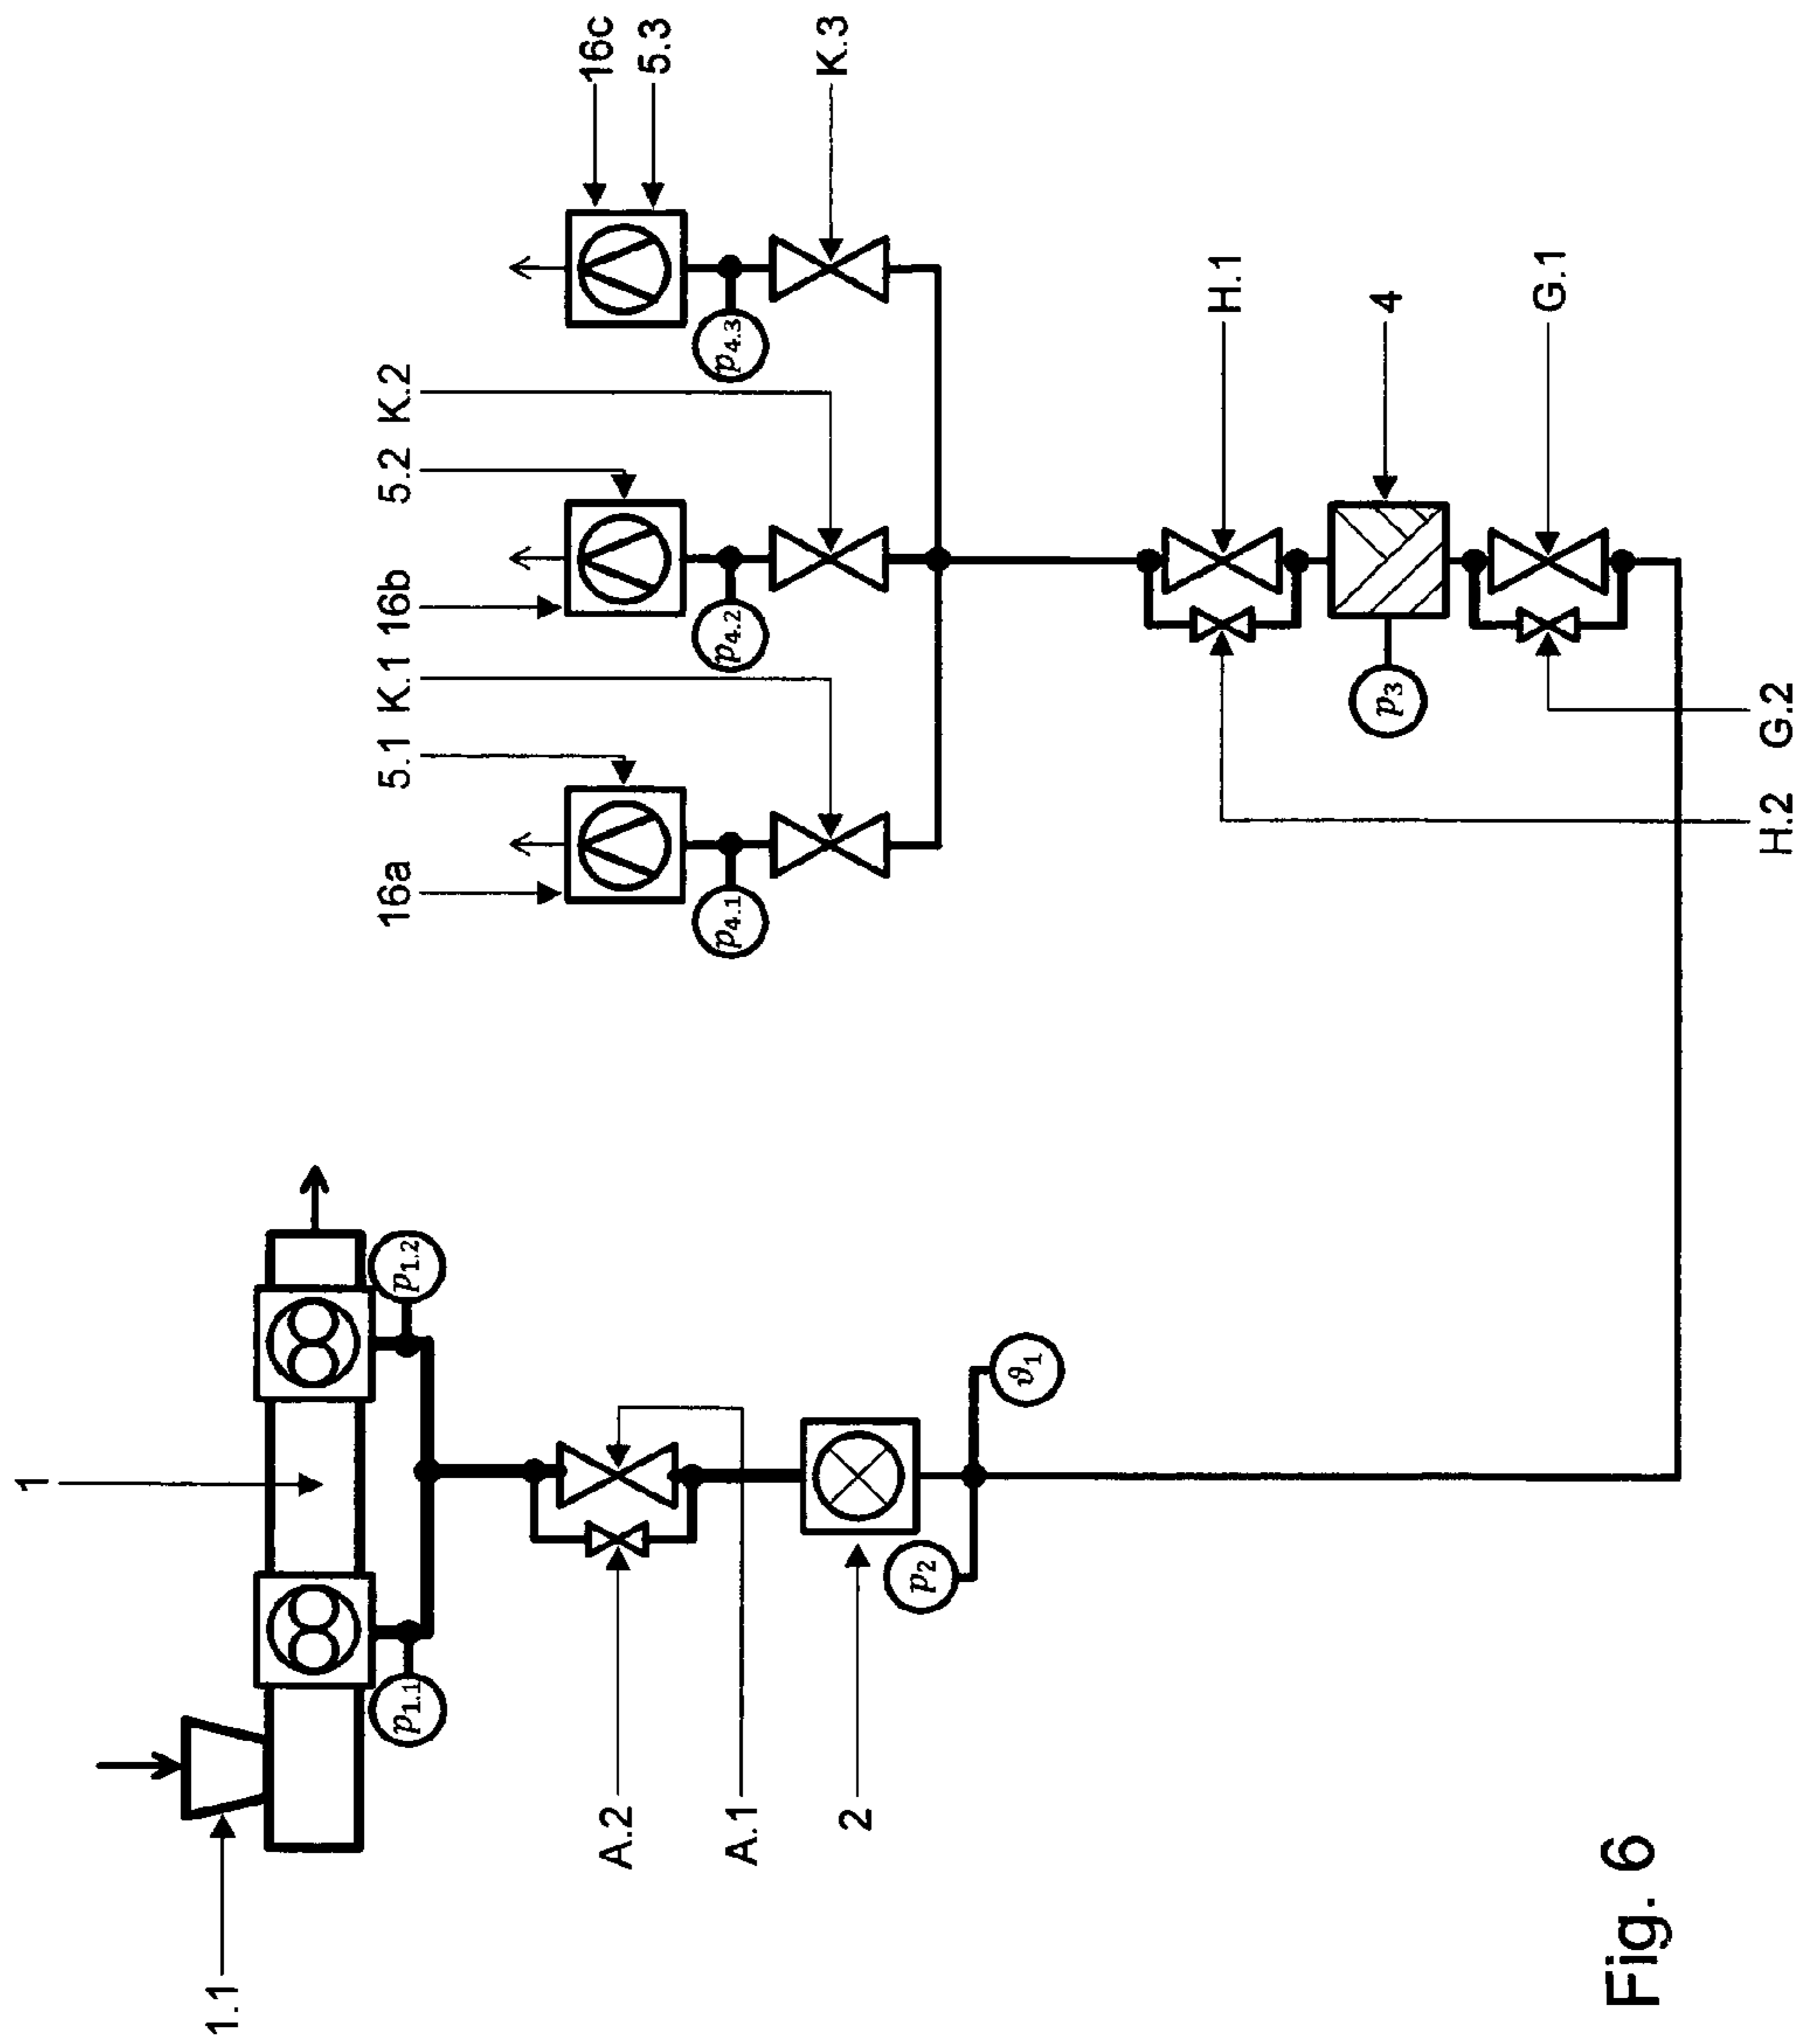 1
1.1
16a 5.1 K.1 16b 5.2 K.2
p1.1 p1.2
16c
A.2
5.3
p4.1 p4.2 p4.3
A.1
K.3
2
p2
ϑ1
H.1
p3 4
G.1
Fig. 6
H.2 G.2